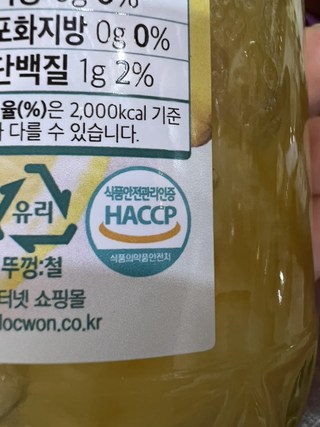 포화지방 0g 0%
단백질 1g 2%
율(%)은 2,000kcal 기준
다를 수 있습니다.
유리
식품안전관리인증
HACCP
식품의약품안전처
뚜껑:철
터넷 쇼핑몰
locwon.co.kr